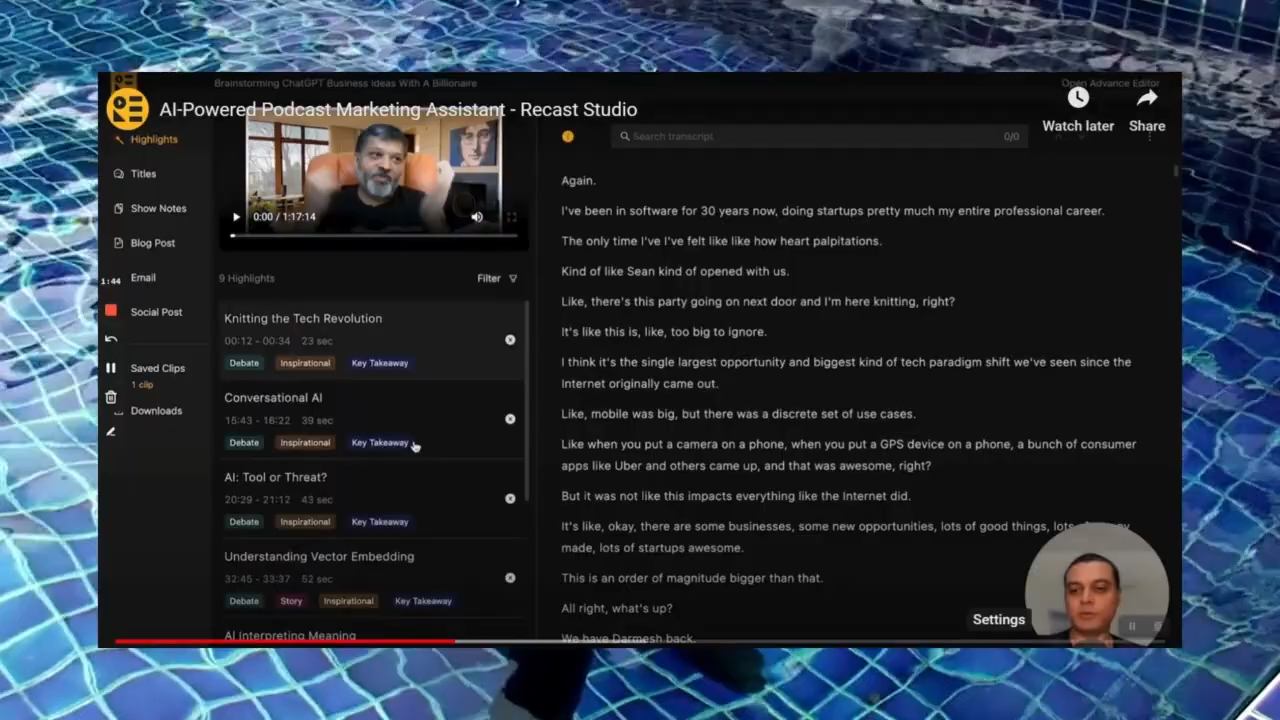 Brainstorming ChatGPT Business Ideas With A Billionaire
Open Advance Editor
AI-Powered Podcast Marketing Assistant - Recast Studio
Watch later
Share
Highlights
Titles
Show Notes
Blog Post
1:44
Email
Social Post
Saved Clips
1 clip
Downloads
0:00 / 1:17:14
9 Highlights
Filter
Knitting the Tech Revolution
00:12 - 00:34 23 sec
Debate Inspirational Key Takeaway
Conversational AI
15:43 - 16:22 39 sec
Debate Inspirational Key Takeaway
AI: Tool or Threat?
20:29 - 21:12 43 sec
Debate Inspirational Key Takeaway
Understanding Vector Embedding
32:45 - 33:37 52 sec
Debate Story Inspirational Key Takeaway
AI Interpreting Meaning
Search transcript
0/0
Again.
I've been in software for 30 years now, doing startups pretty much my entire professional career.
The only time I've I've felt like like how heart palpitations.
Kind of like Sean kind of opened with us.
Like, there's this party going on next door and I'm here knitting, right?
It's like this is, like, too big to ignore.
I think it's the single largest opportunity and biggest kind of tech paradigm shift we've seen since the
Internet originally came out.
Like, mobile was big, but there was a discrete set of use cases.
Like when you put a camera on a phone, when you put a GPS device on a phone, a bunch of consumer
apps like Uber and others came up, and that was awesome, right?
But it was not like this impacts everything like the Internet did.
It's like, okay, there are some businesses, some new opportunities, lots of good things, lots
made, lots of startups awesome.
This is an order of magnitude bigger than that.
All right, what's up?
We have Darmesh back.
Settings